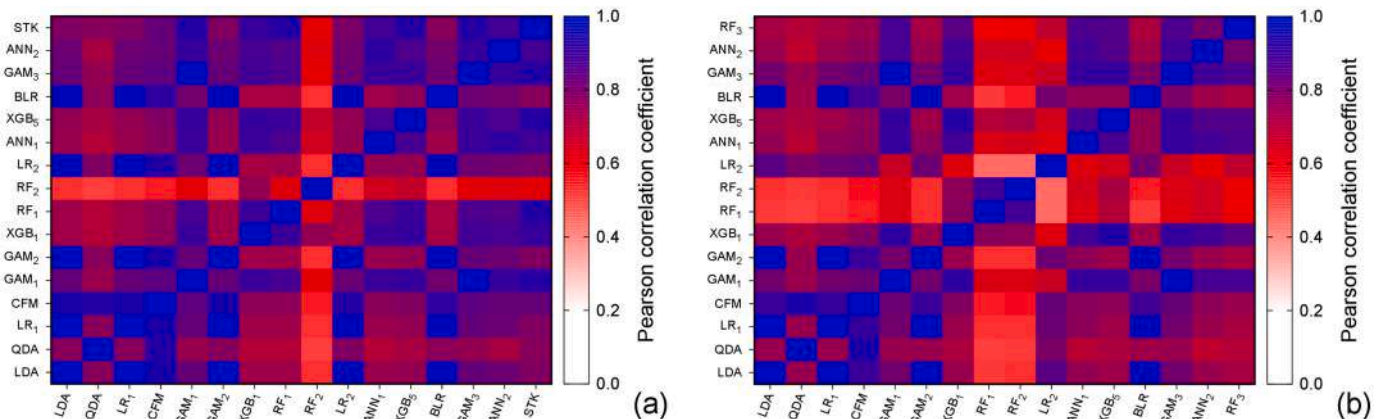 STK
ANN2
GAM3
BLR
XGB5
ANN1
LR2
RF2
RF1
XGB1
GAM2
GAM1
CFM
LR1
QDA
LDA
LDA QDA LR1 CFM GAM1 GAM2 XGB1 RF1 RF2 LR2 ANN1 XGB5 BLR GAM3 ANN2 STK
1.0
0.8
0.6
0.4
0.2
0.0
Pearson correlation coefficient
(a)
RF3
ANN2
GAM3
BLR
XGB5
ANN1
LR2
RF2
RF1
XGB1
GAM2
GAM1
CFM
LR1
QDA
LDA
LDA QDA LR1 CFM GAM1 GAM2 XGB1 RF1 RF2 LR2 ANN1 XGB5 BLR GAM3 ANN2 RF3
1.0
0.8
0.6
0.4
0.2
0.0
Pearson correlation coefficient
(b)